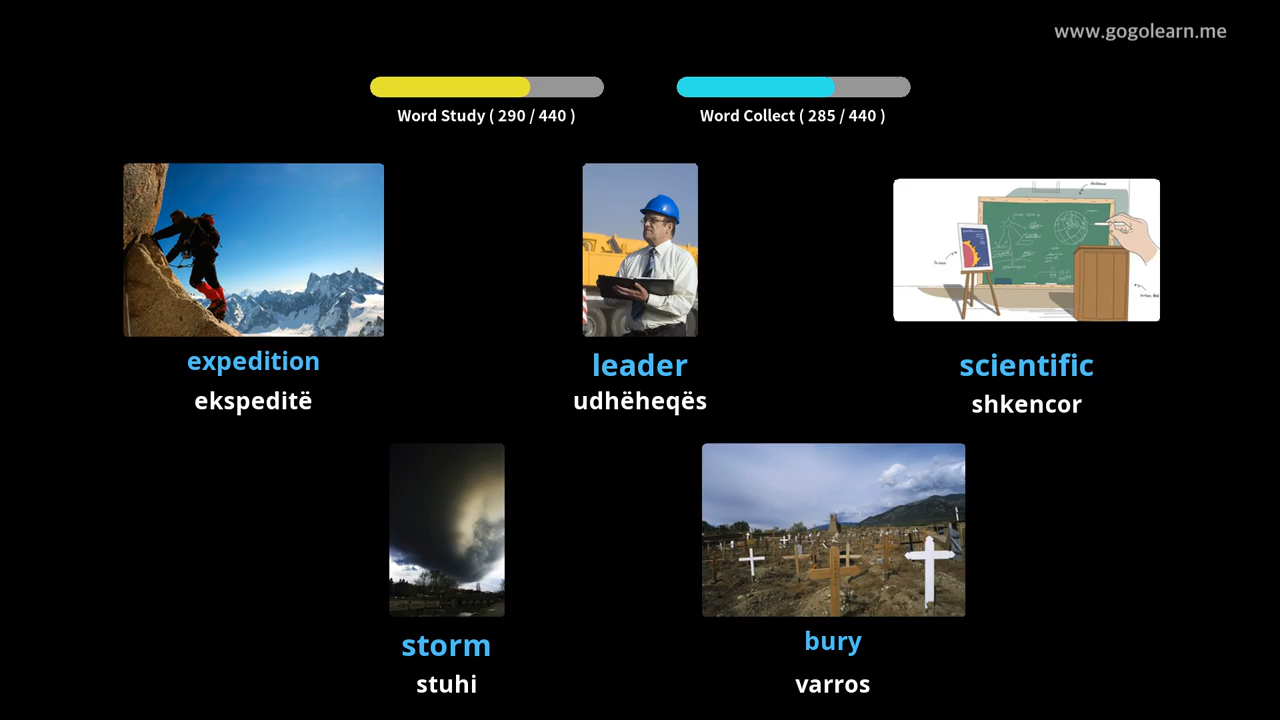 www.gogolearn.me
Word Study ( 290 / 440 )
Word Collect ( 285 / 440 )
expedition
ekspeditë
leader
udhëheqës
scientific
shkencor
storm
stuhi
bury
varros